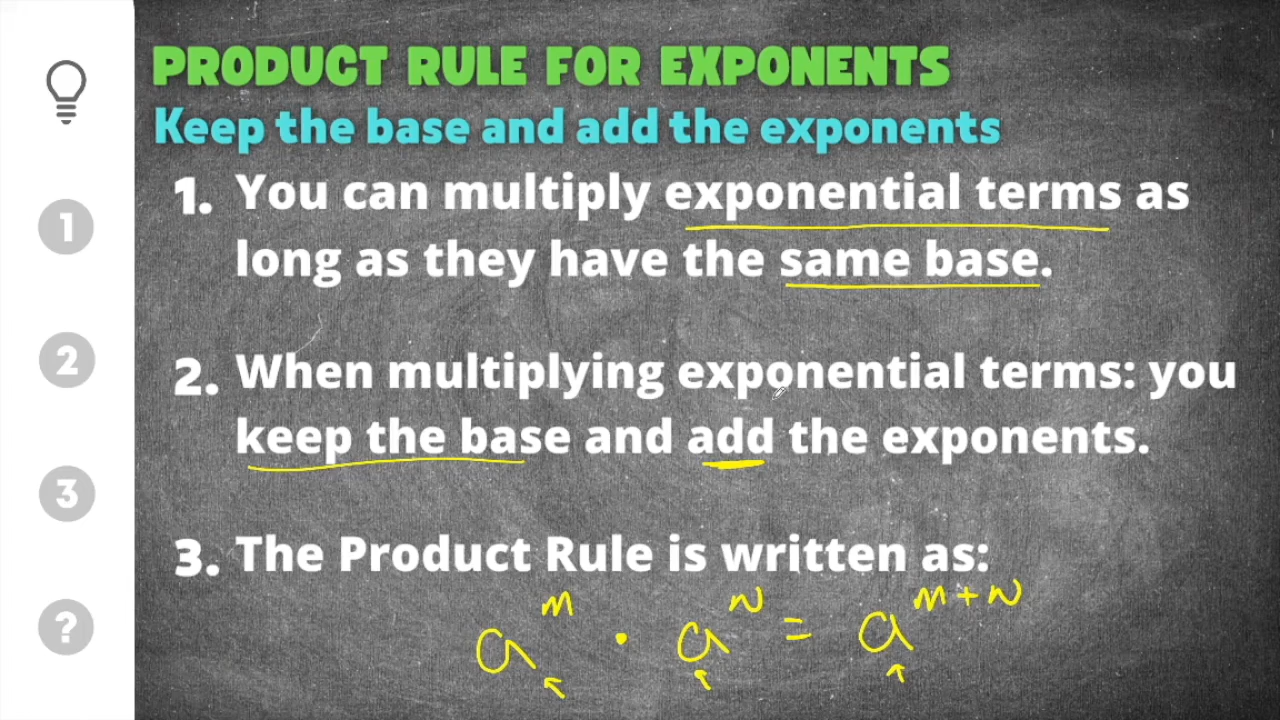 PRODUCT RULE FOR EXPONENTS
Keep the base and add the exponents
1. You can multiply exponential terms as
long as they have the same base.
2. When multiplying exponential terms: you
keep the base and add the exponents.
3. The Product Rule is written as:
a^m · a^n = a^(m+n)
1
2
3
?